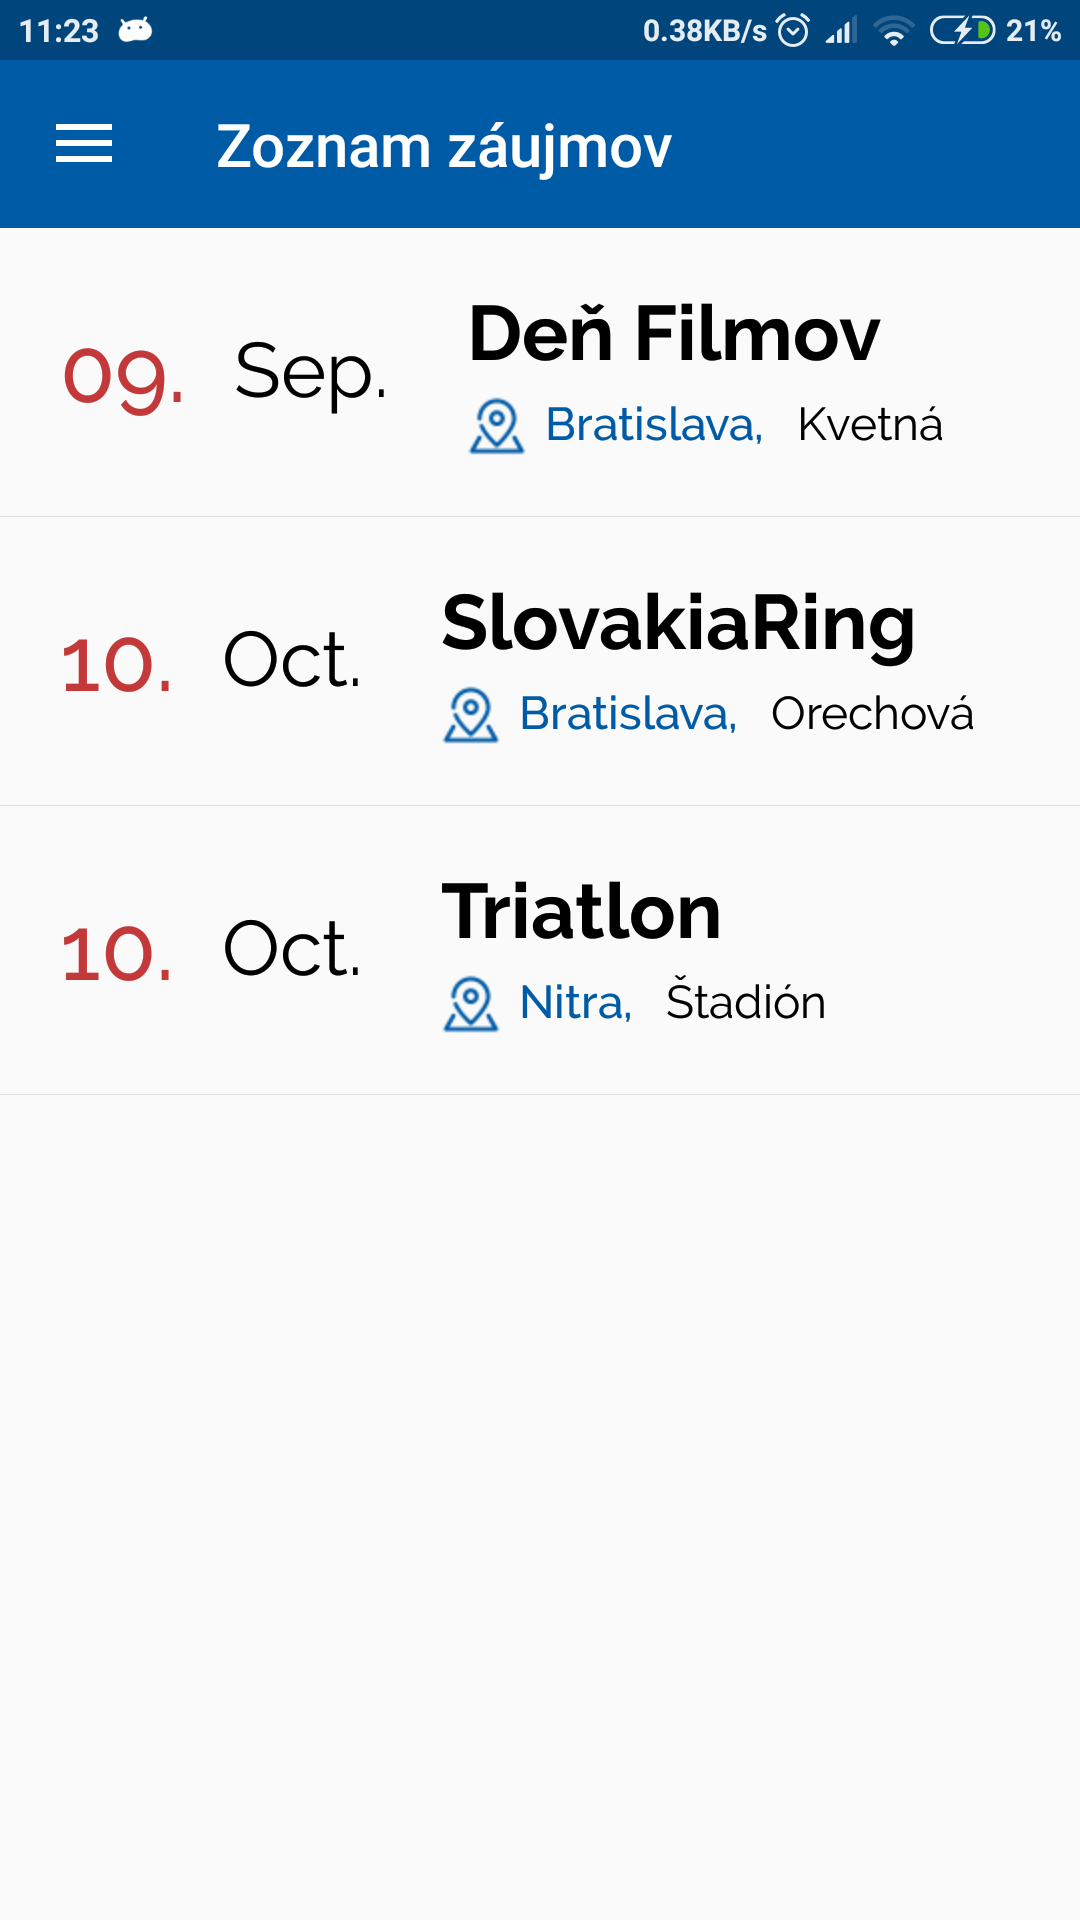 11:23 0.38KB/s 21%
Zoznam záujmov
09. Sep. Deň Filmov
Bratislava, Kvetná
10. Oct. SlovakiaRing
Bratislava, Orechová
10. Oct. Triatlon
Nitra, Štadión